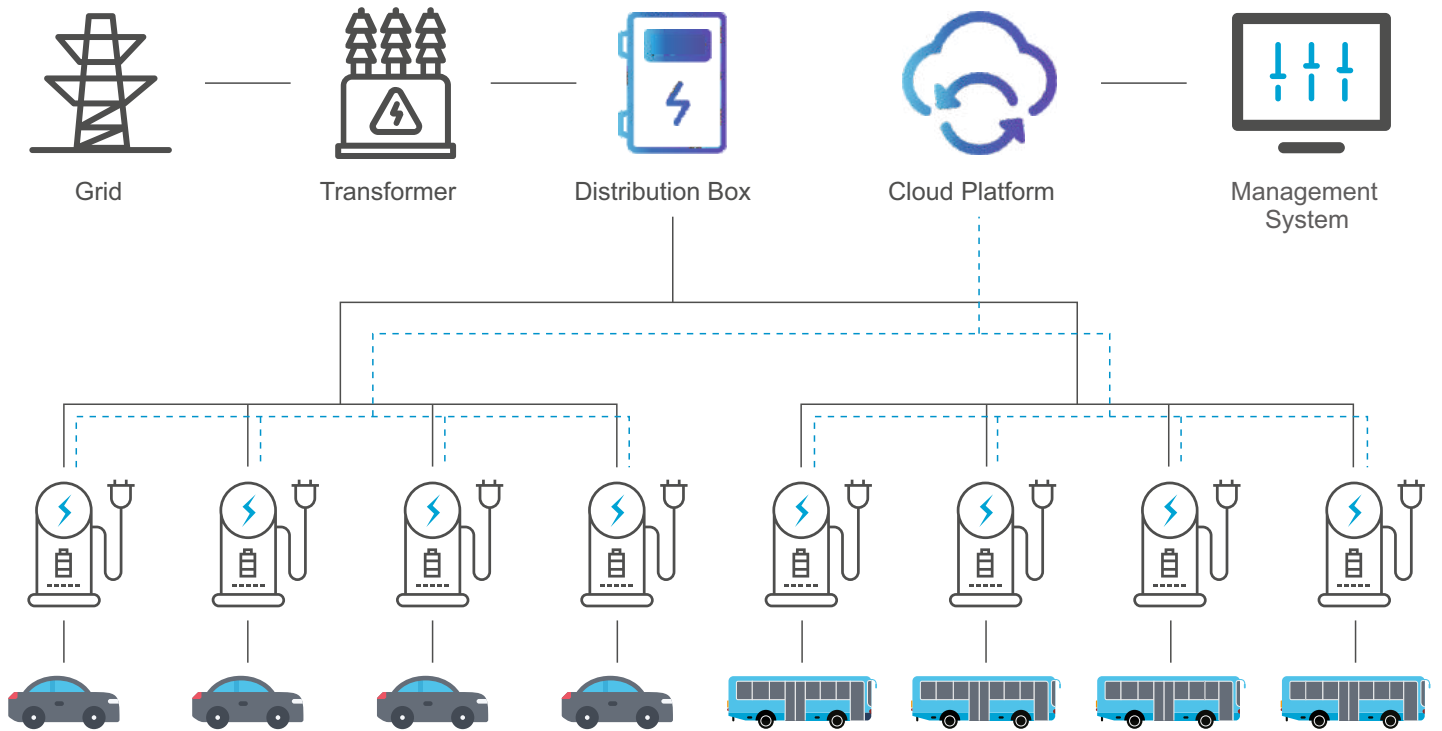 Grid
Transformer
Distribution Box
Cloud Platform
Management
System